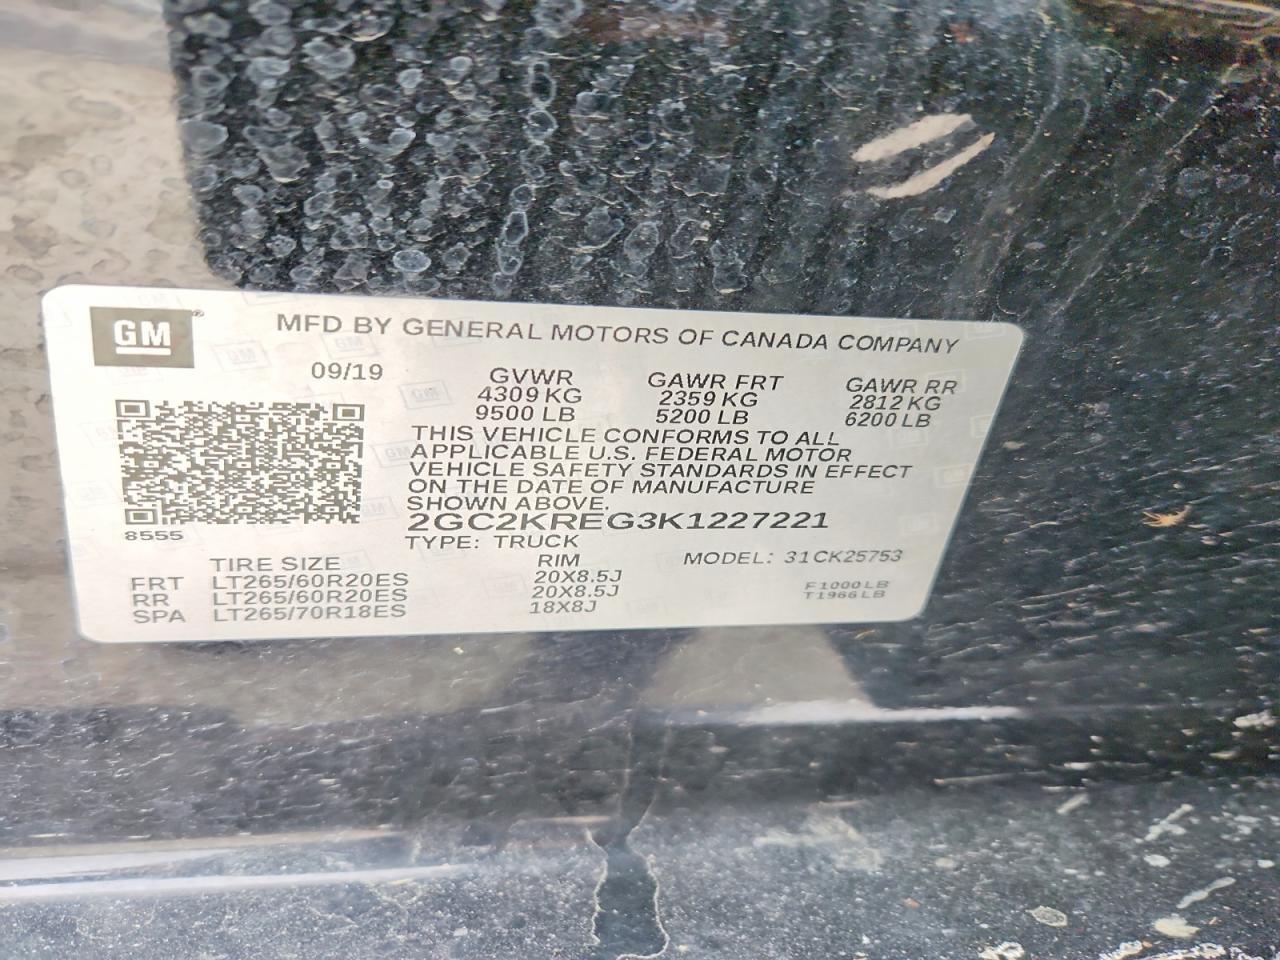 GM®
MFD BY GENERAL MOTORS OF CANADA COMPANY
09/19
GVWR GAWR FRT GAWR RR
4309 KG 2359 KG 2812 KG
9500 LB 5200 LB 6200 LB
THIS VEHICLE CONFORMS TO ALL
APPLICABLE U.S. FEDERAL MOTOR
VEHICLE SAFETY STANDARDS IN EFFECT
ON THE DATE OF MANUFACTURE
SHOWN ABOVE.
2GC2KREG3K1227221
8555
TYPE: TRUCK
TIRE SIZE RIM MODEL: 31CK25753
FRT LT265/60R20ES 20X8.5J
RR LT265/60R20ES 20X8.5J
SPA LT265/70R18ES 18X8J
F1000LB
T1966LB